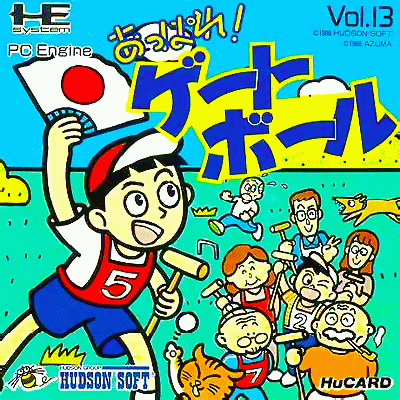 HE
system
PC Engine
あっぱれ!
ゲート
ボール
Vol.13
©1988 HUDSON SOFT
©1988 AZUMA
5
2
7
HUDSON GROUP
HUDSON SOFT
HuCARD